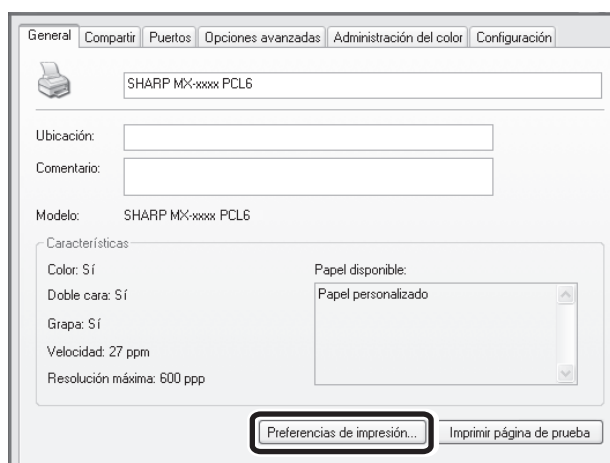 General Compartir Puertos Opciones avanzadas Administración del color Configuración
SHARP MX-xxxx PCL6
Ubicación:
Comentario:
Modelo: SHARP MX-xxxx PCL6
Características
Color: Sí Papel disponible:
Doble cara: Sí Papel personalizado
Grapa: Sí
Velocidad: 27 ppm
Resolución máxima: 600 ppp
Preferencias de impresión... Imprimir página de prueba